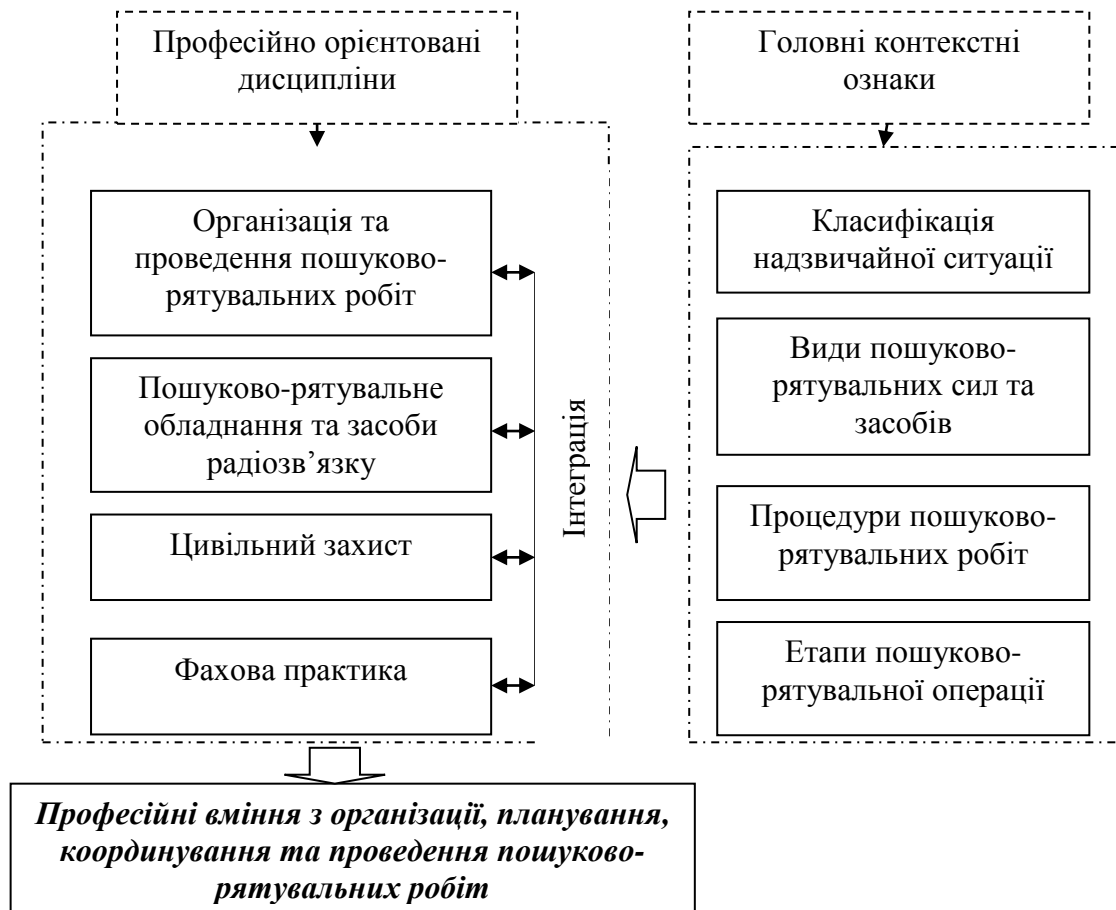 Професійно орієнтовані
дисципліни
Організація та
проведення пошуково-
рятувальних робіт
Пошуково-рятувальне
обладнання та засоби
радіозв’язку
Цивільний захист
Фахова практика
Інтеграція
Головні контекстні
ознаки
Класифікація
надзвичайної ситуації
Види пошуково-
рятувальних сил та
засобів
Процедури пошуково-
рятувальних робіт
Етапи пошуково-
рятувальної операції
Професійні вміння з організації, планування,
координування та проведення пошуково-
рятувальних робіт